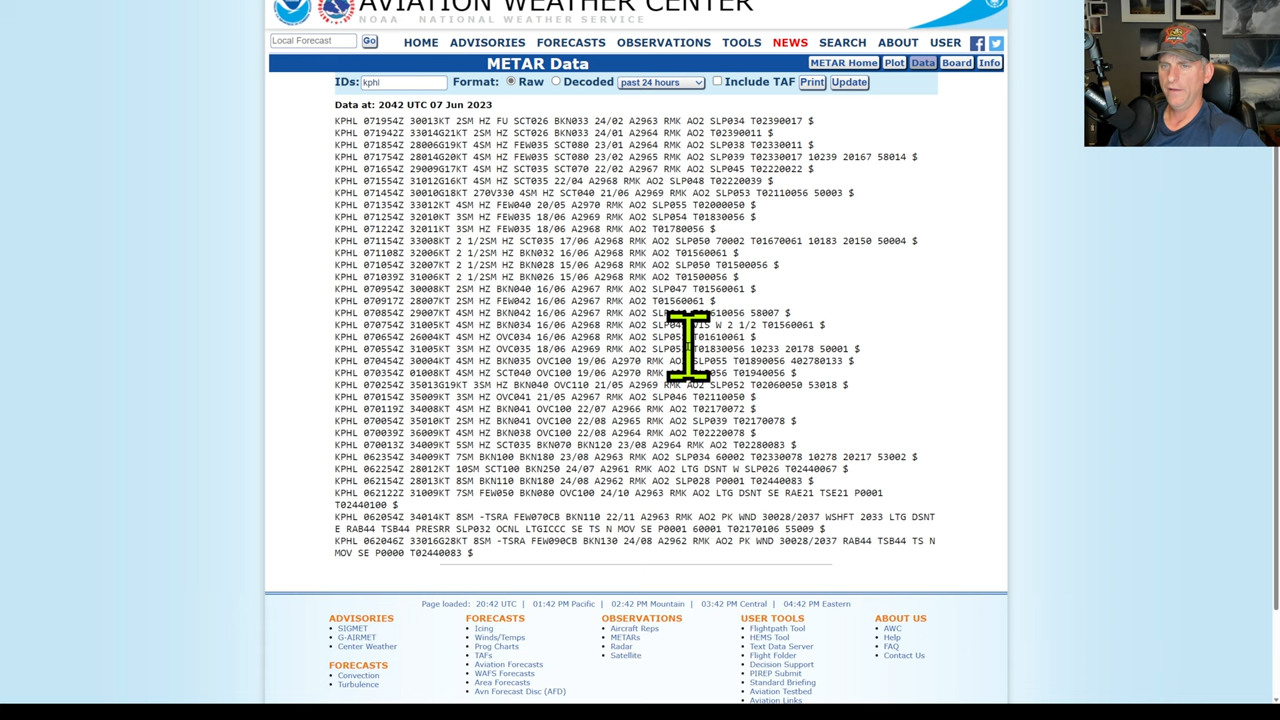 AVIATION WEATHER CENTER
NOAA NATIONAL WEATHER SERVICE
Local Forecast Go HOME ADVISORIES FORECASTS OBSERVATIONS TOOLS NEWS SEARCH ABOUT USER
METAR Data METAR Home Plot Data Board Info
IDs: kphl Format: Raw Decoded past 24 hours Include TAF Print Update
Data at: 2042 UTC 07 Jun 2023
KPHL 071954Z 30013KT 2SM HZ FU SCT026 BKN033 24/02 A2963 RMK AO2 SLP034 T02390017 $
KPHL 071942Z 33014G21KT 2SM HZ SCT026 BKN033 24/01 A2964 RMK AO2 T02390011 $
KPHL 071854Z 28006G19KT 4SM HZ FEW035 SCT080 23/01 A2964 RMK AO2 SLP038 T02330011 $
KPHL 071754Z 28014G20KT 4SM HZ FEW035 SCT080 23/02 A2965 RMK AO2 SLP039 T02330017 10239 20167 58014 $
KPHL 071654Z 29009G17KT 4SM HZ SCT035 SCT070 22/02 A2967 RMK AO2 SLP045 T02220022 $
KPHL 071554Z 31012G16KT 4SM HZ SCT035 22/04 A2968 RMK AO2 SLP048 T02220039 $
KPHL 071454Z 30010G18KT 270V330 4SM HZ SCT040 21/06 A2969 RMK AO2 SLP053 T02110056 50003 $
KPHL 071354Z 33012KT 4SM HZ FEW040 20/05 A2970 RMK AO2 SLP055 T02000050 $
KPHL 071254Z 32010KT 3SM HZ FEW035 18/06 A2969 RMK AO2 SLP054 T01830056 $
KPHL 071224Z 32011KT 3SM HZ FEW035 18/06 A2968 RMK AO2 T01780056 $
KPHL 071154Z 33008KT 2 1/2SM HZ SCT035 17/06 A2968 RMK AO2 SLP050 70002 T01670061 10183 20150 50004 $
KPHL 071108Z 32006KT 2 1/2SM HZ BKN032 16/06 A2968 RMK AO2 T01560061 $
KPHL 071054Z 32007KT 2 1/2SM HZ BKN028 15/06 A2968 RMK AO2 SLP050 T01500056 $
KPHL 071039Z 31006KT 2 1/2SM HZ BKN026 15/06 A2968 RMK AO2 T01500056 $
KPHL 070954Z 30008KT 2SM HZ BKN040 16/06 A2967 RMK AO2 SLP047 T01560061 $
KPHL 070917Z 28007KT 2SM HZ FEW042 16/06 A2967 RMK AO2 T01560061 $
KPHL 070854Z 29007KT 4SM HZ BKN042 16/06 A2967 RMK AO2 58007 $
KPHL 070754Z 31005KT 4SM HZ BKN034 16/06 A2968 RMK AO2 W 2 1/2 T01560061 $
KPHL 070654Z 26004KT 4SM HZ OVC034 16/06 A2968 RMK AO2 T01610061 $
KPHL 070554Z 31005KT 3SM HZ OVC035 18/06 A2969 RMK AO2 T01830056 10233 20178 50001 $
KPHL 070454Z 30004KT 4SM HZ BKN035 OVC100 19/06 A2970 RMK AO2 SLP055 T01890056 402780133 $
KPHL 070354Z 01008KT 4SM HZ SCT040 OVC100 19/06 A2970 RMK T01940056 $
KPHL 070254Z 35013G19KT 3SM HZ BKN040 OVC110 21/05 A2969 RMK AO2 SLP052 T02060050 53018 $
KPHL 070154Z 35009KT 3SM HZ OVC041 21/05 A2967 RMK AO2 SLP046 T02110050 $
KPHL 070119Z 34008KT 4SM HZ BKN041 OVC100 22/07 A2966 RMK AO2 T02170072 $
KPHL 070054Z 35010KT 2SM HZ BKN041 OVC100 22/08 A2965 RMK AO2 SLP039 T02170078 $
KPHL 070039Z 36009KT 4SM HZ BKN038 OVC100 22/08 A2964 RMK AO2 T02220078 $
KPHL 070013Z 34009KT 5SM HZ SCT035 BKN070 BKN120 23/08 A2964 RMK AO2 T02280083 $
KPHL 062354Z 34009KT 7SM BKN100 BKN180 23/08 A2963 RMK AO2 SLP034 60002 T02330078 10278 20217 53002 $
KPHL 062254Z 28012KT 10SM SCT100 BKN250 24/07 A2961 RMK AO2 LTG DSNT W SLP026 T02440067 $
KPHL 062154Z 28013KT 8SM BKN110 BKN180 24/08 A2962 RMK AO2 SLP028 P0001 T02440083 $
KPHL 062122Z 31009KT 7SM FEW050 BKN080 OVC100 24/10 A2963 RMK AO2 LTG DSNT SE RAE21 TSE21 P0001
T02440100 $
KPHL 062054Z 34014KT 8SM -TSRA FEW070CB BKN110 22/11 A2963 RMK AO2 PK WND 30028/2037 WSHFT 2033 LTG DSNT
E RAB44 TSB44 PRESRR SLP032 OCNL LTGICCC SE TS N MOV SE P0001 60001 T02170106 55009 $
KPHL 062046Z 33016G28KT 8SM -TSRA FEW090CB BKN130 24/08 A2962 RMK AO2 PK WND 30028/2037 RAB44 TSB44 TS N
MOV SE P0000 T02440083 $
Page loaded: 20:42 UTC | 01:42 PM Pacific | 02:42 PM Mountain | 03:42 PM Central | 04:42 PM Eastern
ADVISORIES
SIGMET
G-AIRMET
Center Weather
FORECASTS
Convection
Turbulence
FORECASTS
Icing
Winds/Temps
Prog Charts
TAFs
Aviation Forecasts
WAFS Forecasts
Area Forecasts
Avn Forecast Disc (AFD)
OBSERVATIONS
Aircraft Reps
METARs
Radar
Satellite
USER TOOLS
Flightpath Tool
HEMS Tool
Text Data Server
Flight Folder
Decision Support
PIREP Submit
Standard Briefing
Aviation Testbed
Aviation Links
ABOUT US
AWC
Help
FAQ
Contact Us